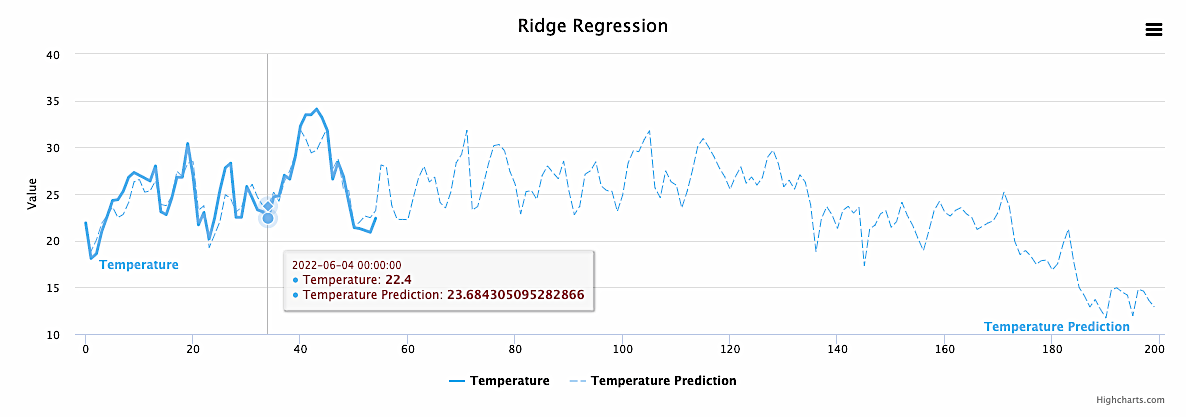 Ridge Regression
40
35
30
25
20
15
10
Value
Temperature
2022-06-04 00:00:00
● Temperature: 22.4
● Temperature Prediction: 23.684305095282866
Temperature Prediction
0 20 40 60 80 100 120 140 160 180 200
Temperature Temperature Prediction
Highcharts.com